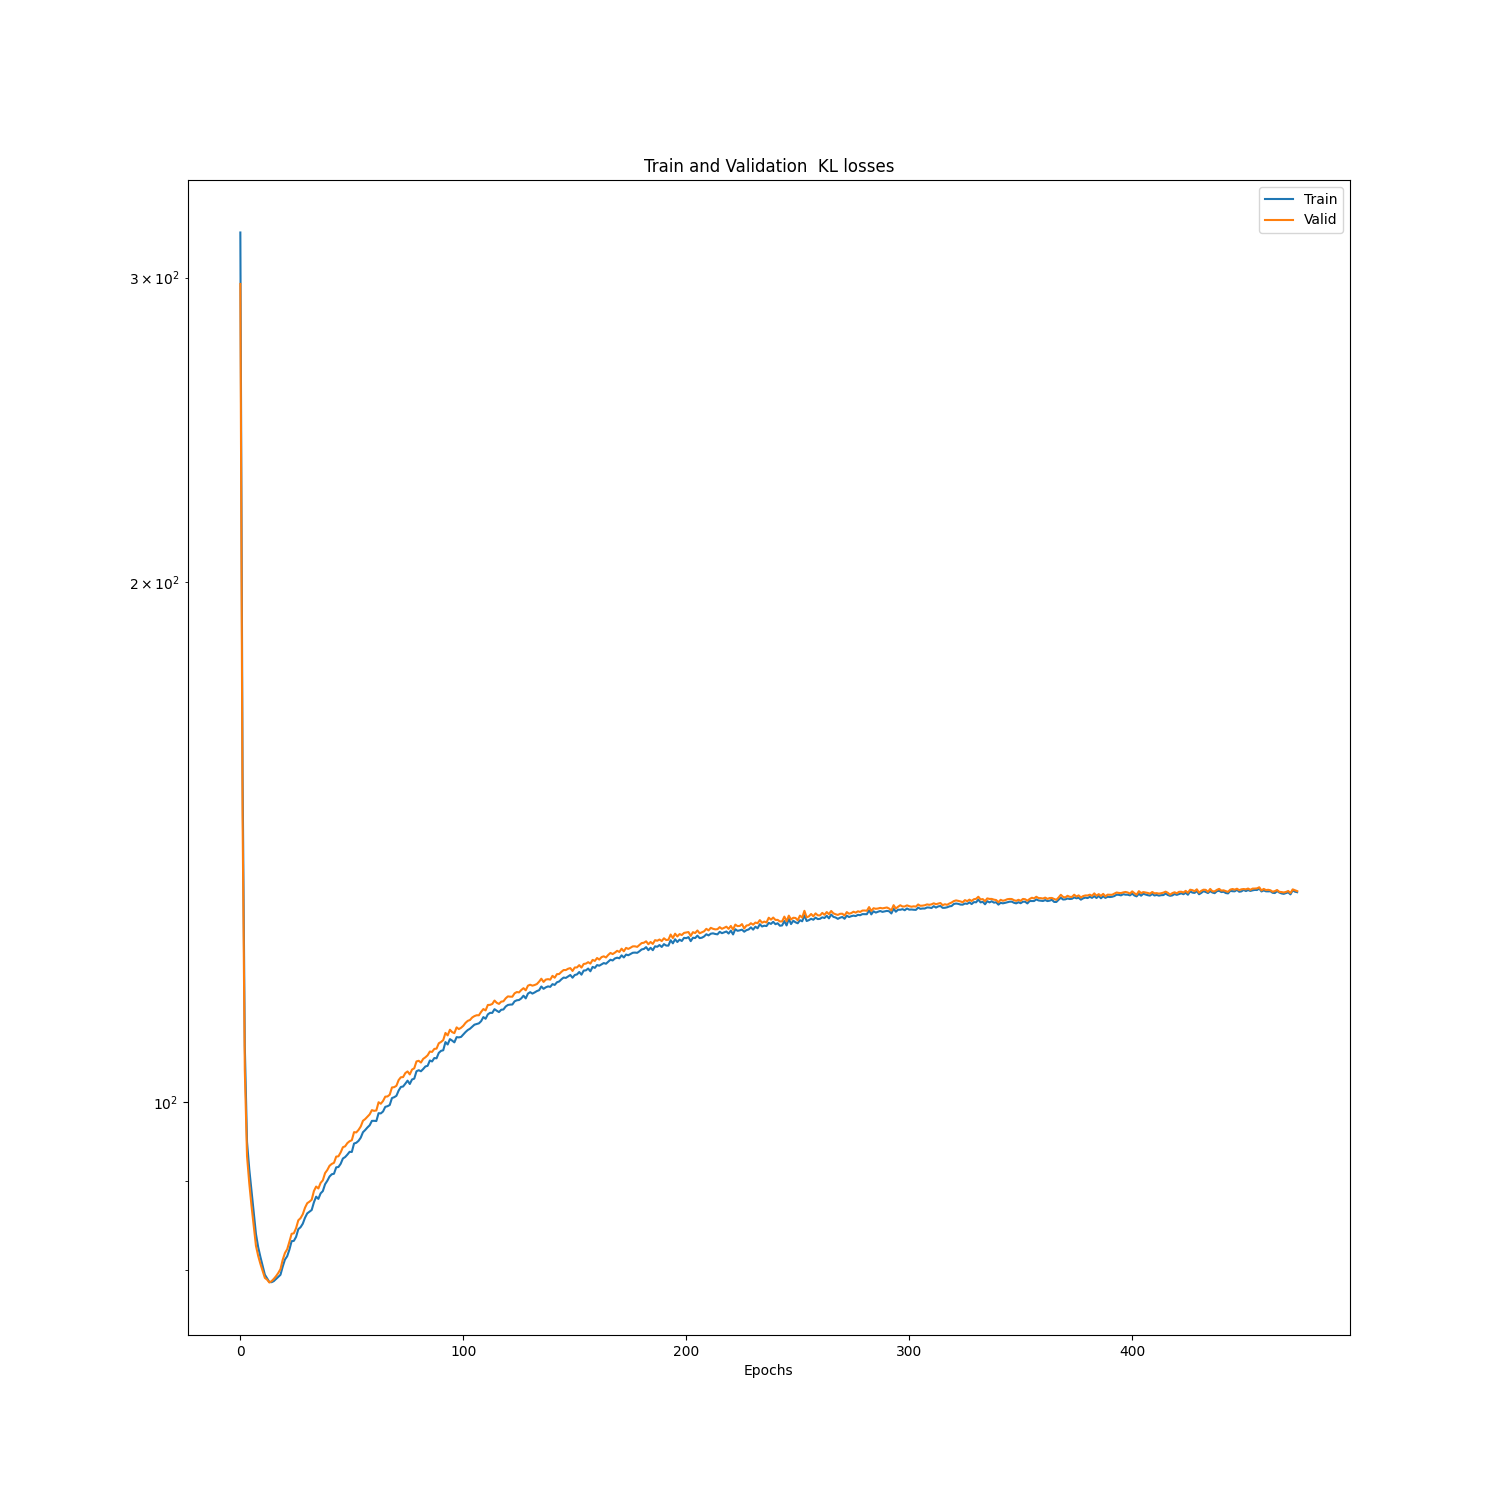 Train and Validation  KL losses
Train
Valid
3 × 10²
2 × 10²
10²
0 100 200 300 400
Epochs